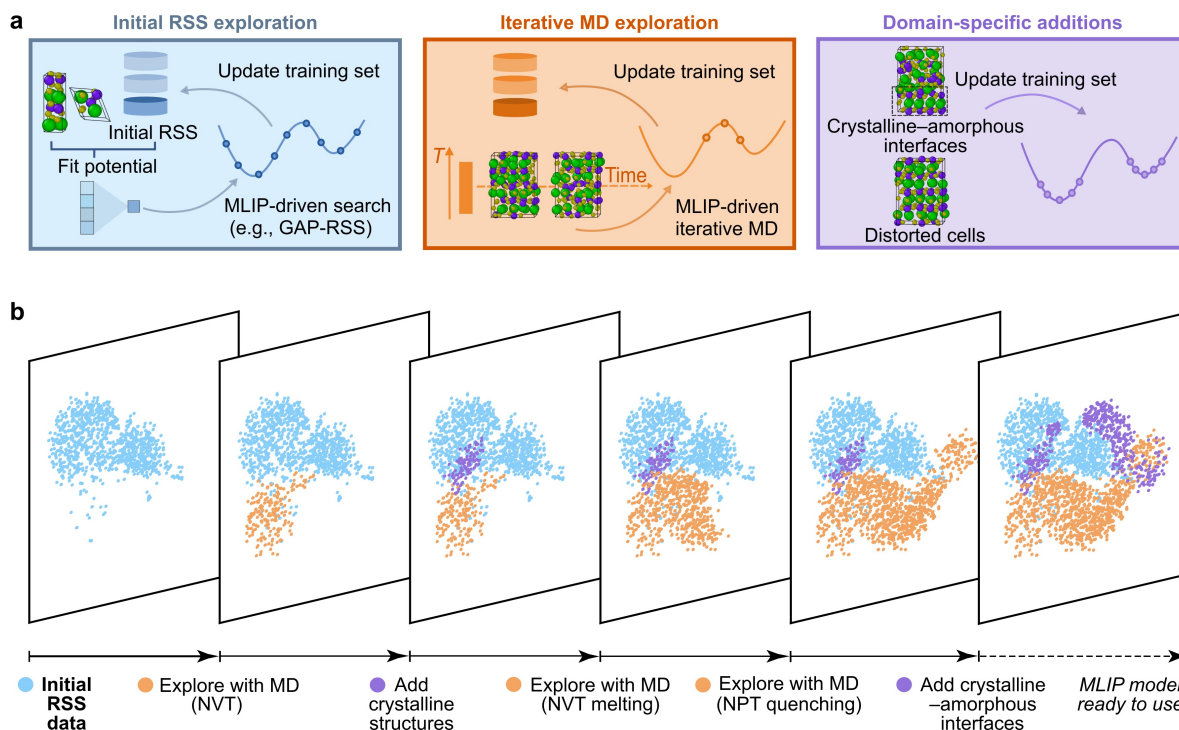 a
Initial RSS exploration
Iterative MD exploration
Domain-specific additions
Update training set
Initial RSS
Fit potential
MLIP-driven search
(e.g., GAP-RSS)
Update training set
T
Time
MLIP-driven
iterative MD
Update training set
Crystalline–amorphous
interfaces
Distorted cells
b
Initial
RSS
data
Explore with MD
(NVT)
Add
crystalline
structures
Explore with MD
(NVT melting)
Explore with MD
(NPT quenching)
Add crystalline
–amorphous
interfaces
MLIP model
ready to use